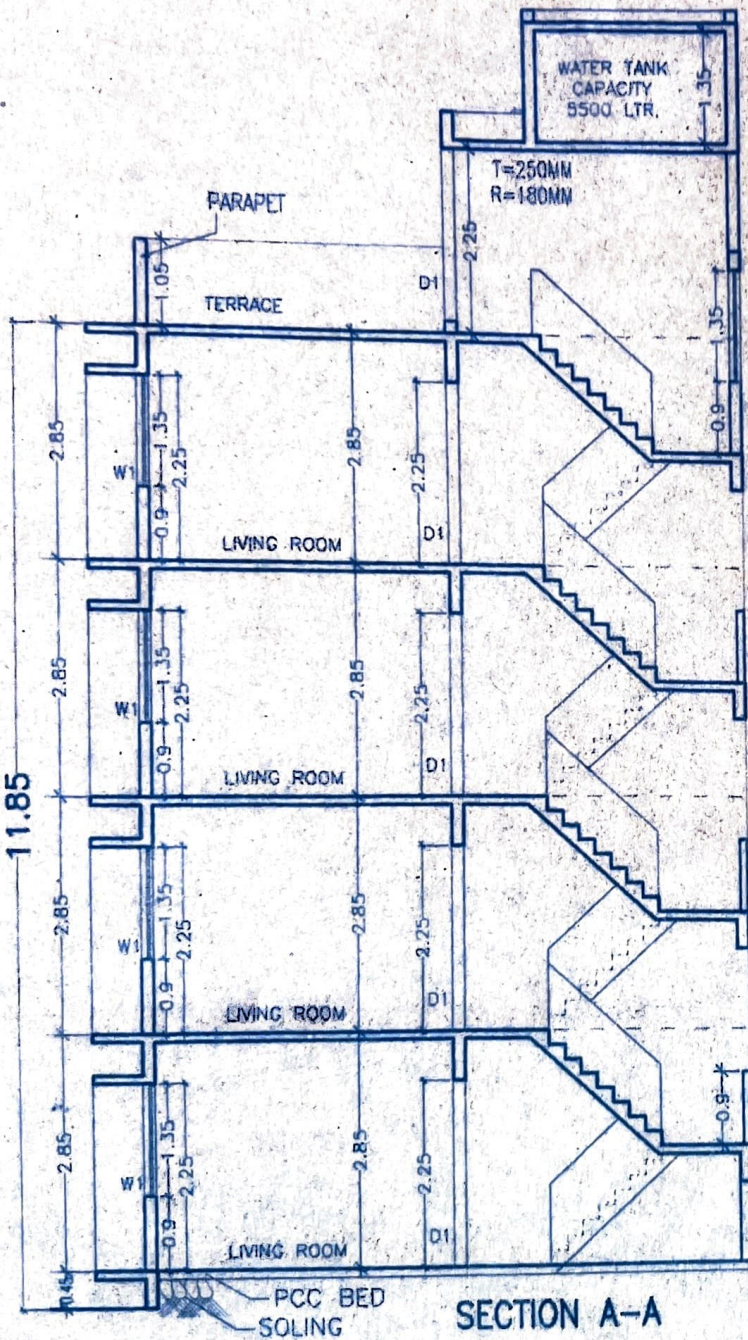 WATER TANK
CAPACITY
5500 LTR.
1.35
T=250MM
R=180MM
PARAPET
1.05
TERRACE
2.25
D1
1.35
0.9
11.85
2.85
W1
1.35
0.9
2.25
2.85
2.25
LIVING ROOM
D1
2.85
W1
1.35
0.9
2.25
2.85
2.25
LIVING ROOM
D1
2.85
W1
1.35
0.9
2.25
2.85
2.25
LIVING ROOM
D1
2.85
W1
1.35
0.9
2.25
2.85
2.25
LIVING ROOM
D1
0.9
0.45
PCC BED
SOLING
SECTION A-A